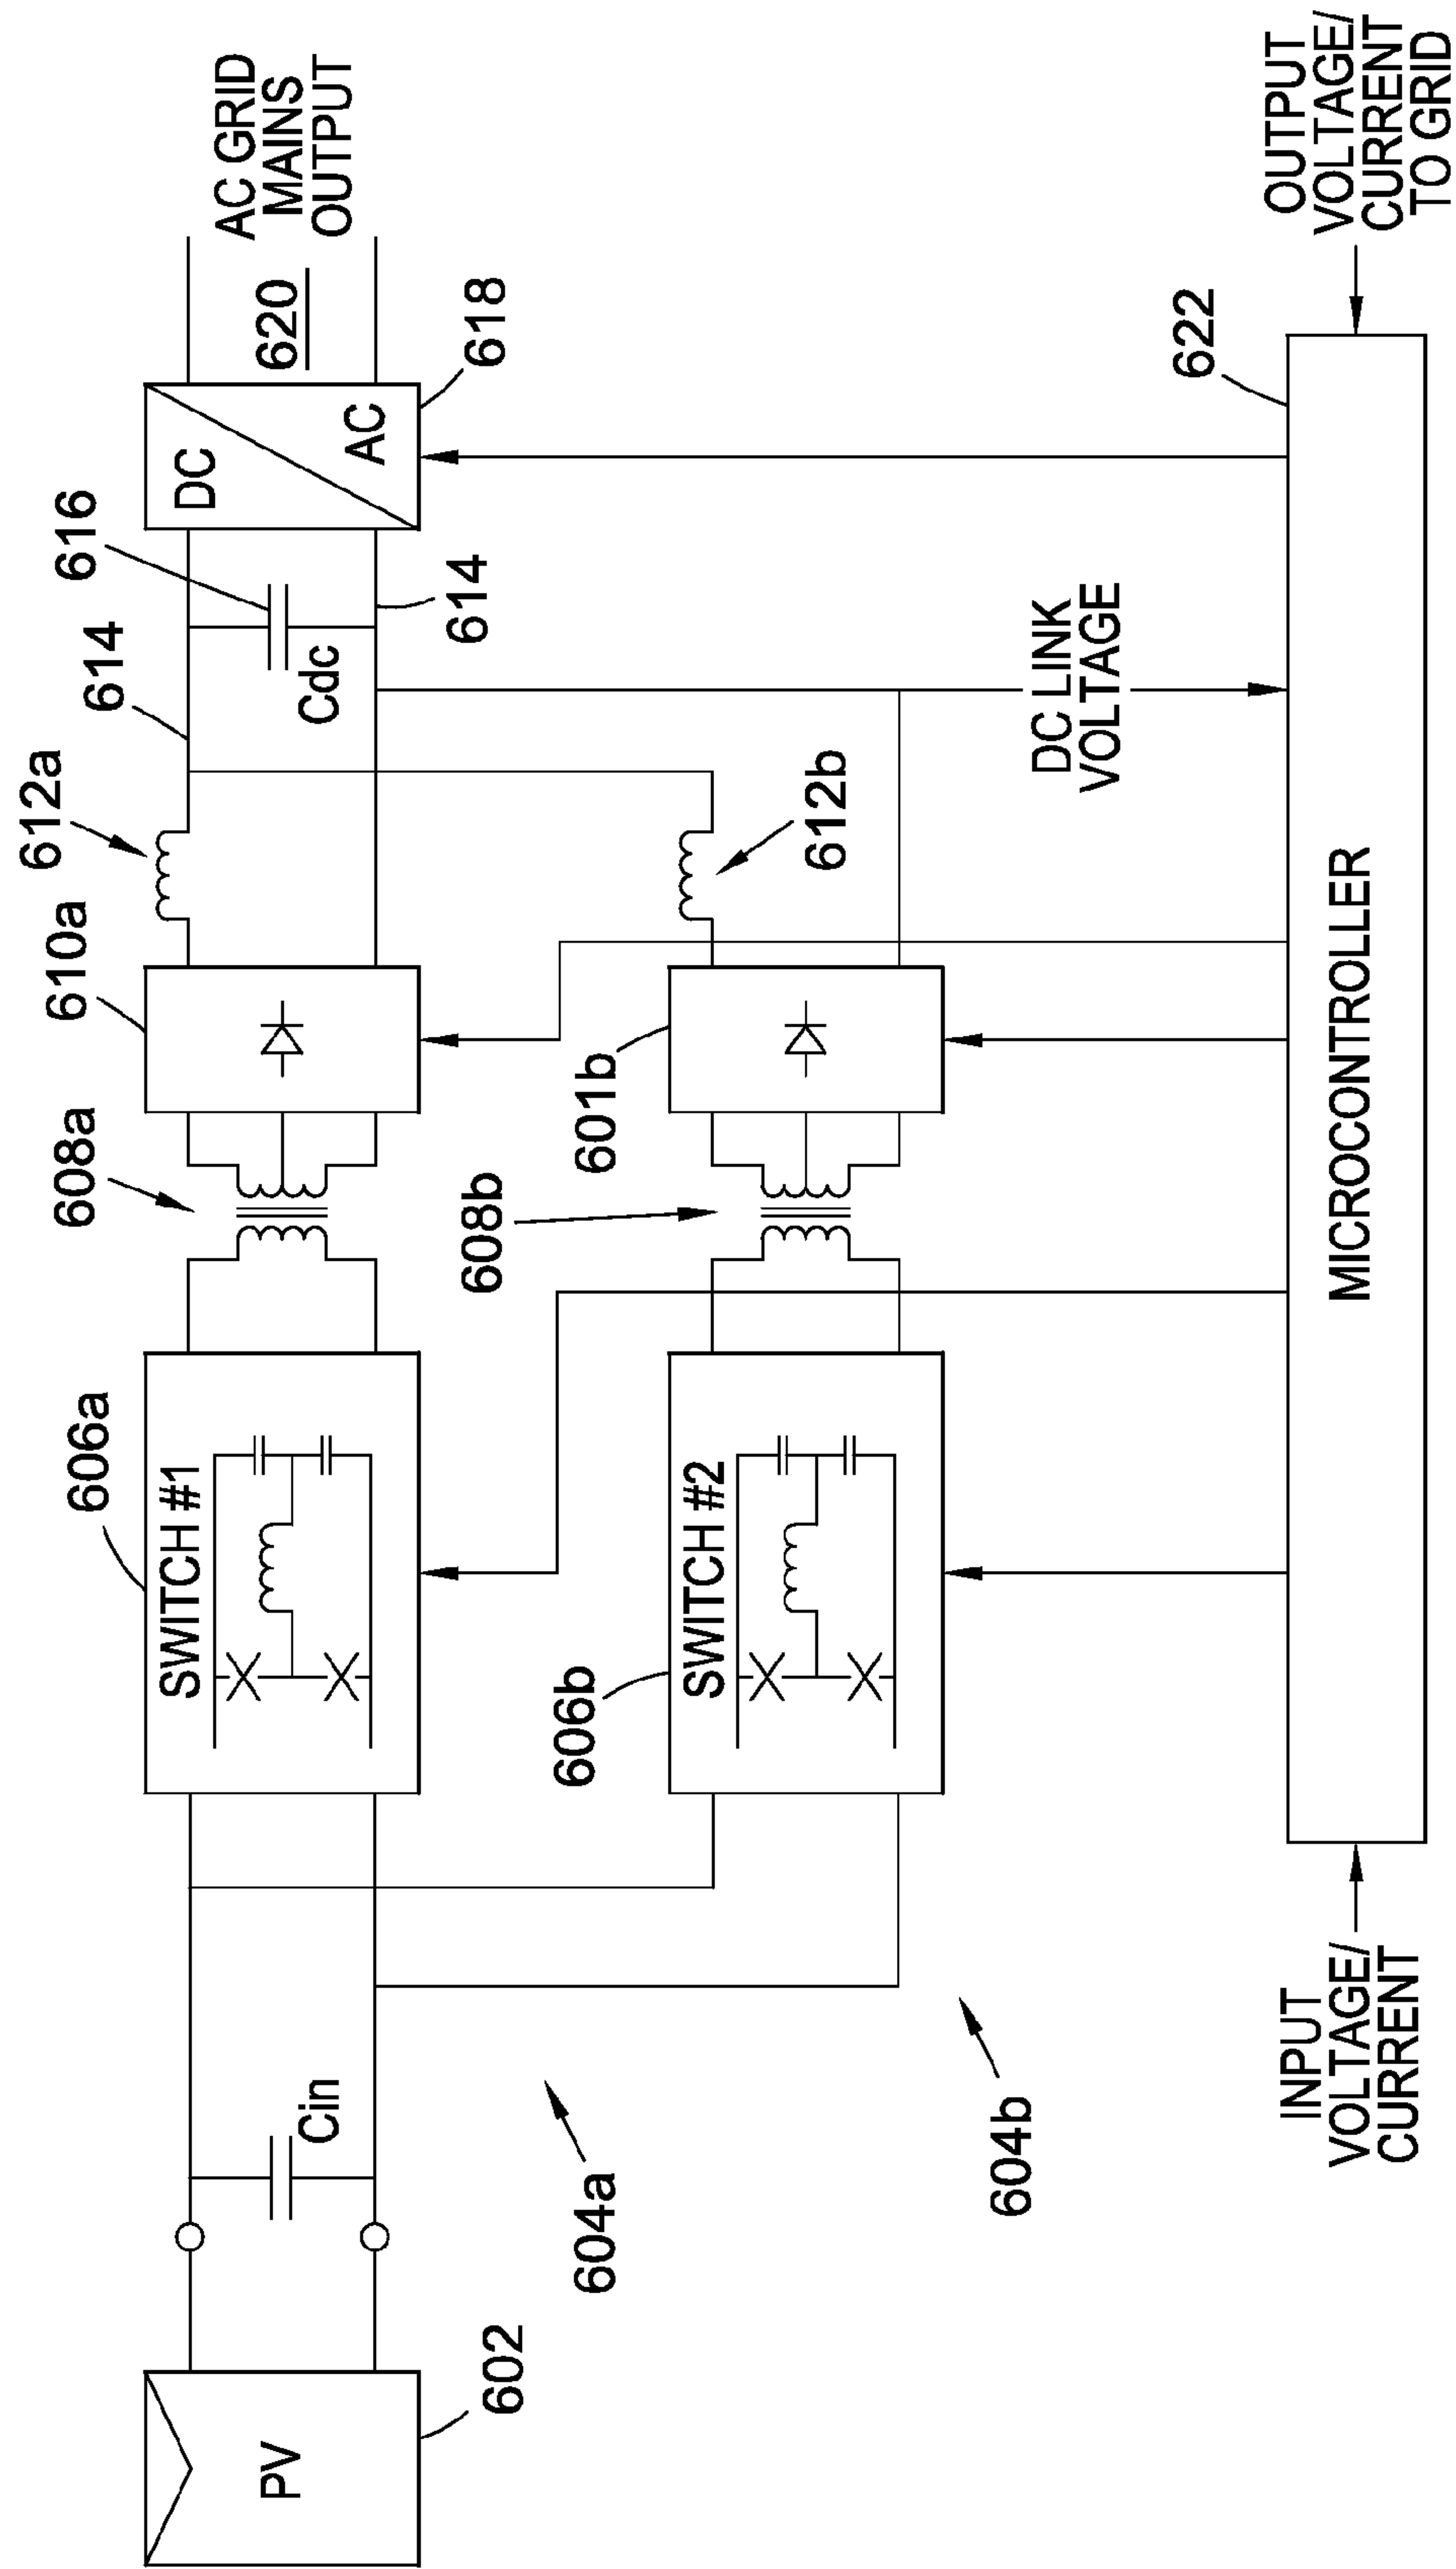 612a
614
616
AC GRID
MAINS
OUTPUT
610a
608a
606a
SWITCH #1
Cin
PV
602
604a
Cdc
614
DC
AC
620
618
612b
601b
608b
SWITCH #2
606b
604b
DC LINK
VOLTAGE
622
MICROCONTROLLER
INPUT
VOLTAGE/
CURRENT
OUTPUT
VOLTAGE/
CURRENT
TO GRID